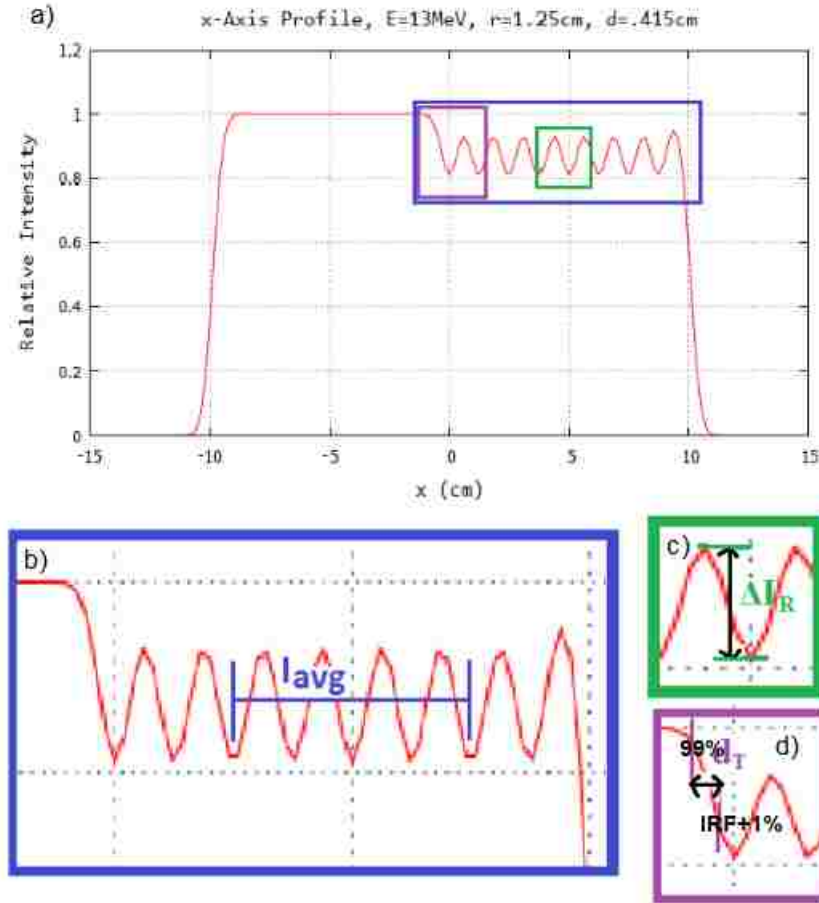 a)
x-Axis Profile, E=13MeV, r=1.25cm, d=.415cm
1.2
1
0.8
0.6
0.4
0.2
0
Relative Intensity
-15
-10
-5
0
5
10
15
x (cm)
b)
Iavg
c)
ΔIR
d)
99%
dT
IRF+1%